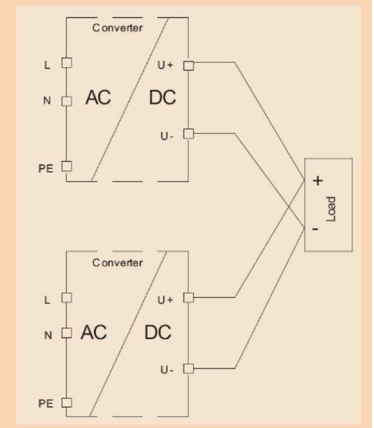 Converter
L
U+
N
AC
DC
U-
PE
+
Load
-
Converter
L
U+
N
AC
DC
U-
PE